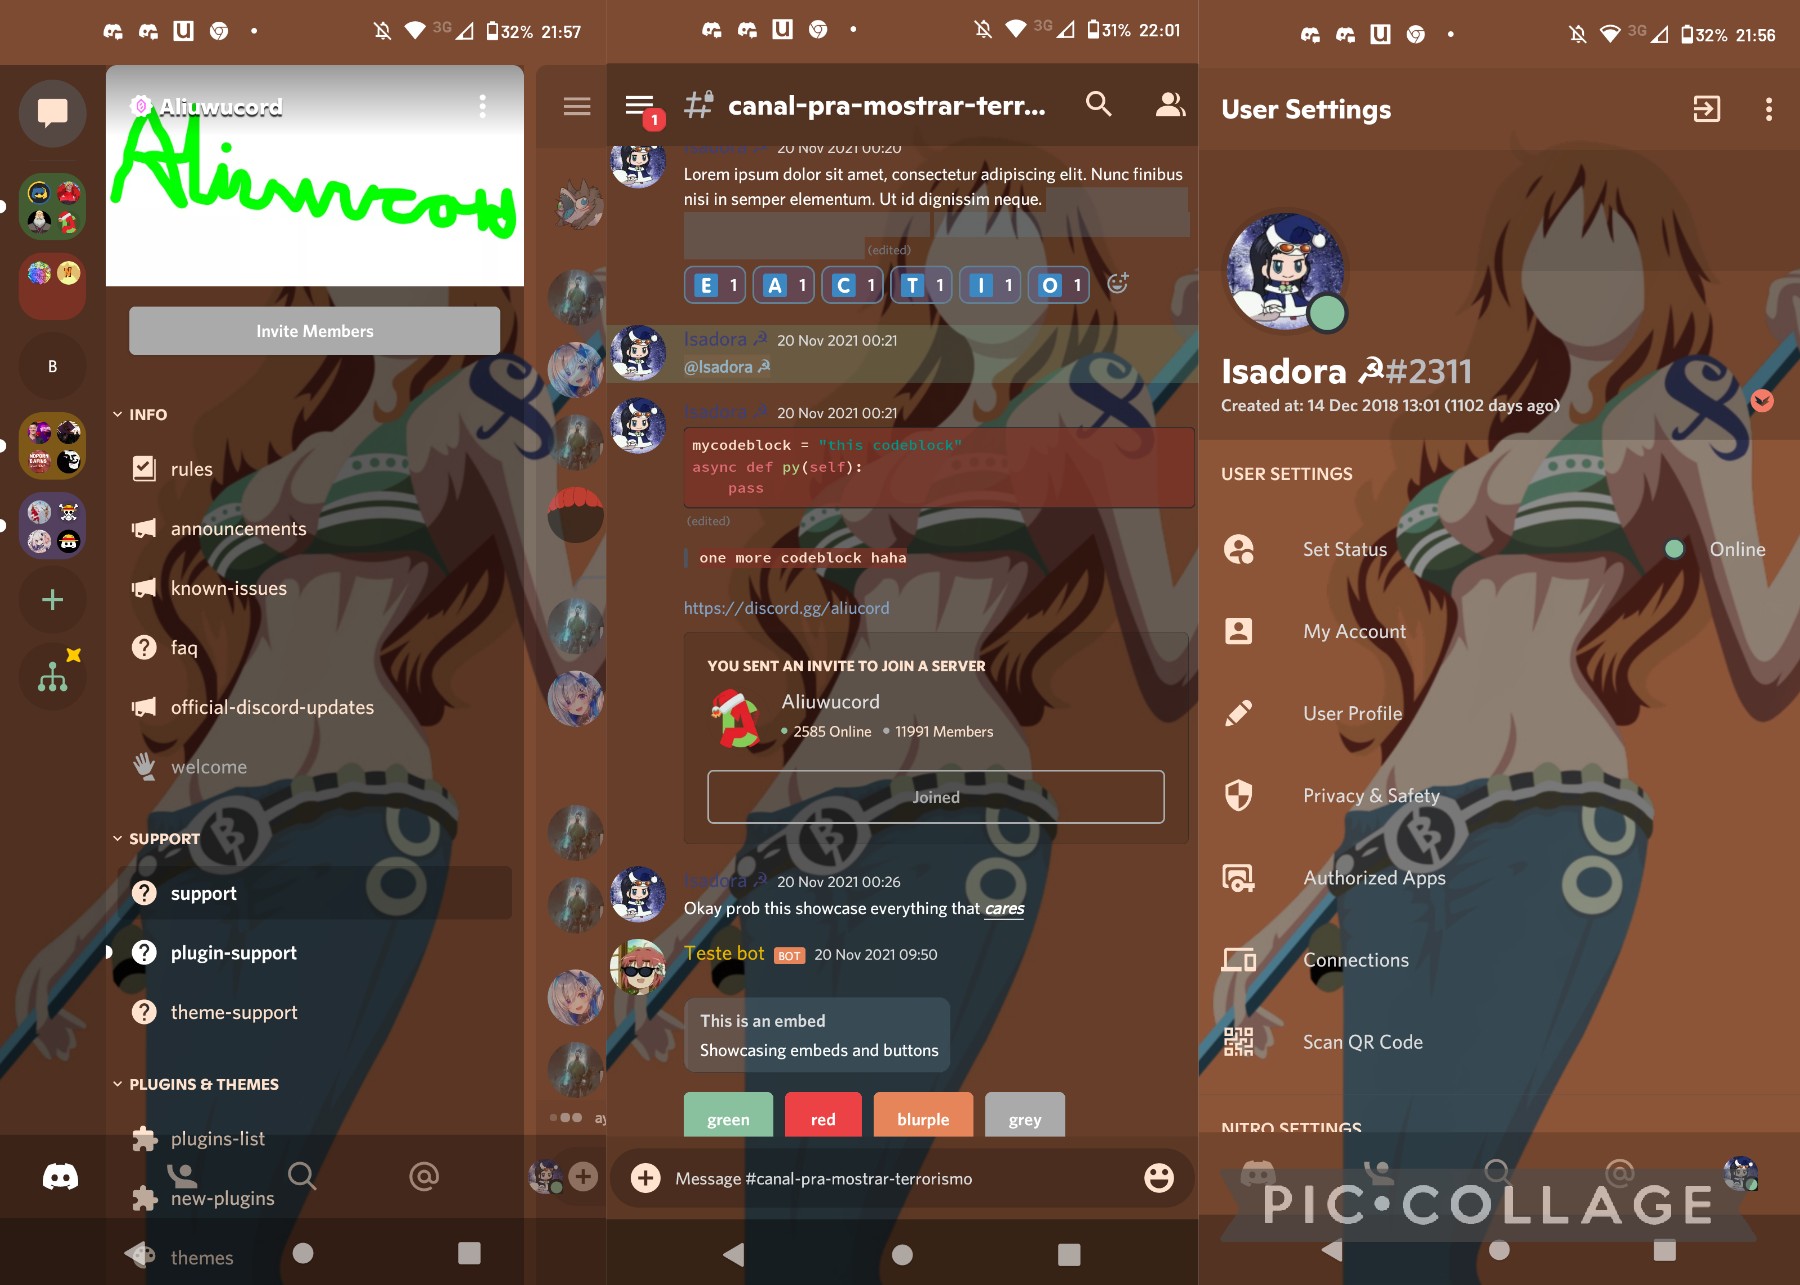 3G 32% 21:57
Aliuwucord
Aliuwucord
Invite Members
B
INFO
rules
announcements
known-issues
faq
official-discord-updates
welcome
SUPPORT
support
plugin-support
theme-support
PLUGINS & THEMES
plugins-list
new-plugins
themes
3G 31% 22:01
1
canal-pra-mostrar-terr...
Isadora 20 Nov 2021 00:20
Lorem ipsum dolor sit amet, consectetur adipiscing elit. Nunc finibus
nisi in semper elementum. Ut id dignissim neque.
(edited)
E 1 A 1 C 1 T 1 I 1 O 1
Isadora ☭ 20 Nov 2021 00:21
@Isadora ☭
Isadora ☭ 20 Nov 2021 00:21
mycodeblock = "this codeblock"
async def py(self):
pass
(edited)
one more codeblock haha
https://discord.gg/aliucord
YOU SENT AN INVITE TO JOIN A SERVER
Aliuwucord
2585 Online 11991 Members
Joined
Isadora ☭ 20 Nov 2021 00:26
Okay prob this showcase everything that cares
Teste bot BOT 20 Nov 2021 09:50
This is an embed
Showcasing embeds and buttons
green red blurple grey
Message #canal-pra-mostrar-terrorismo
3G 32% 21:56
User Settings
Isadora ☭#2311
Created at: 14 Dec 2018 13:01 (1102 days ago)
USER SETTINGS
Set Status Online
My Account
User Profile
Privacy & Safety
Authorized Apps
Connections
Scan QR Code
NITRO SETTINGS
PIC•COLLAGE